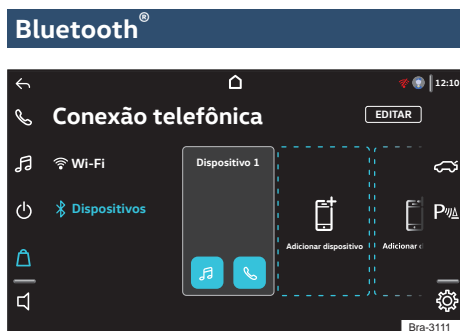 Bluetooth®
12:10
Conexão telefônica
EDITAR
Wi-Fi
Dispositivo 1
Dispositivos
Adicionar dispositivo
Adicionar d
P
Bra-3111